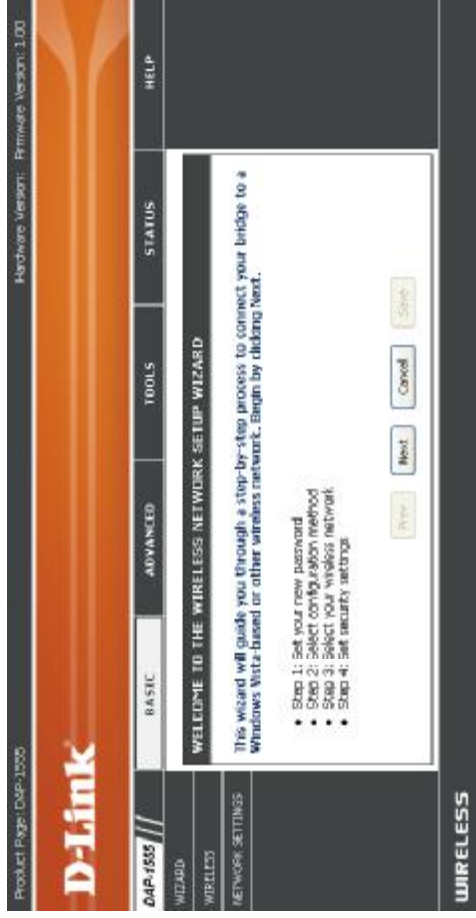 Product Page: DAP-1555 Hardware Version: Firmware Version: 1.00
D-Link
DAP-1555 BASIC ADVANCED TOOLS STATUS HELP
WIZARD
WIRELESS
NETWORK SETTINGS
WELCOME TO THE WIRELESS NETWORK SETUP WIZARD
This wizard will guide you through a step-by-step process to connect your bridge to a
Windows Vista-based or other wireless network. Begin by clicking Next.
• Step 1: Set your new password
• Step 2: Select configuration method
• Step 3: Select your wireless network
• Step 4: Set security settings
Prev Next Cancel Save
WIRELESS